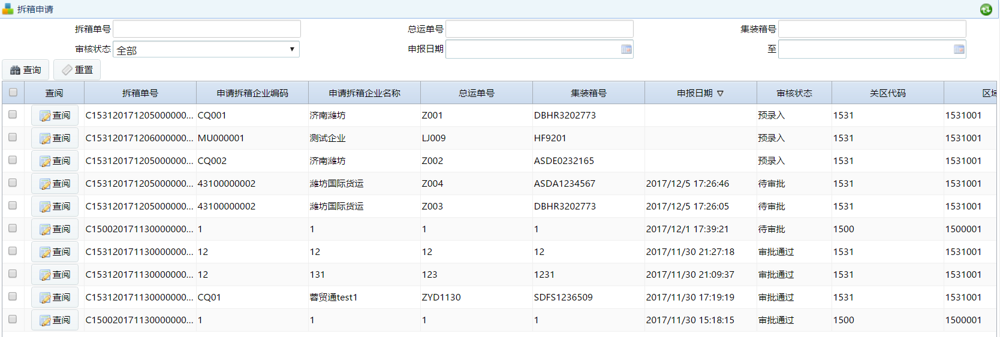 拆箱申请
拆箱单号 总运单号 集装箱号
审核状态 全部 申报日期 至
查询 重置
查阅 拆箱单号 申请拆箱企业编码 申请拆箱企业名称 总运单号 集装箱号 申报日期 审核状态 关区代码 区域
查阅 C153120171205000000... CQ001 济南潍坊 Z001 DBHR3202773 预录入 1531 1531001
查阅 C153120171206000000... MU000001 测试企业 LJ009 HF9201 预录入 1531 1531001
查阅 C153120171205000000... CQ002 济南潍坊 Z002 ASDE0232165 预录入 1531 1531001
查阅 C153120171205000000... 43100000002 潍坊国际货运 Z004 ASDA1234567 2017/12/5 17:26:46 待审批 1531 1531001
查阅 C153120171205000000... 43100000002 潍坊国际货运 Z003 DBHR3202773 2017/12/5 17:26:05 待审批 1531 1531001
查阅 C150020171130000000... 1 1 1 1 2017/12/1 17:39:21 待审批 1500 1500001
查阅 C153120171130000000... 12 12 12 12 2017/11/30 21:27:18 审批通过 1531 1531001
查阅 C153120171130000000... 12 131 123 1231 2017/11/30 21:09:37 审批通过 1531 1531001
查阅 C153120171130000000... CQ01 蓉贸通test1 ZYD1130 SDFS1236509 2017/11/30 17:19:19 审批通过 1531 1531001
查阅 C150020171130000000... 1 1 1 1 2017/11/30 15:18:15 审批通过 1500 1500001